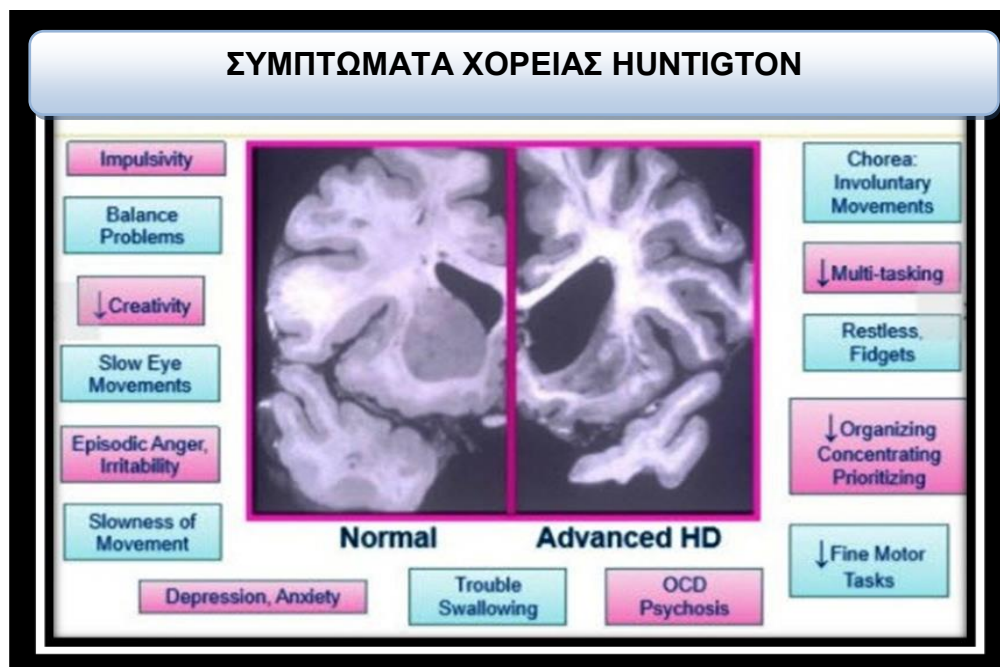 ΣΥΜΠΤΩΜΑΤΑ ΧΟΡΕΙΑΣ HUNTIGTON
Impulsivity
Balance
Problems
↓Creativity
Slow Eye
Movements
Episodic Anger,
Irritability
Slowness of
Movement
Normal
Advanced HD
Chorea:
Involuntary
Movements
↓Multi-tasking
Restless,
Fidgets
↓Organizing
Concentrating
Prioritizing
↓Fine Motor
Tasks
Depression, Anxiety
Trouble
Swallowing
OCD
Psychosis